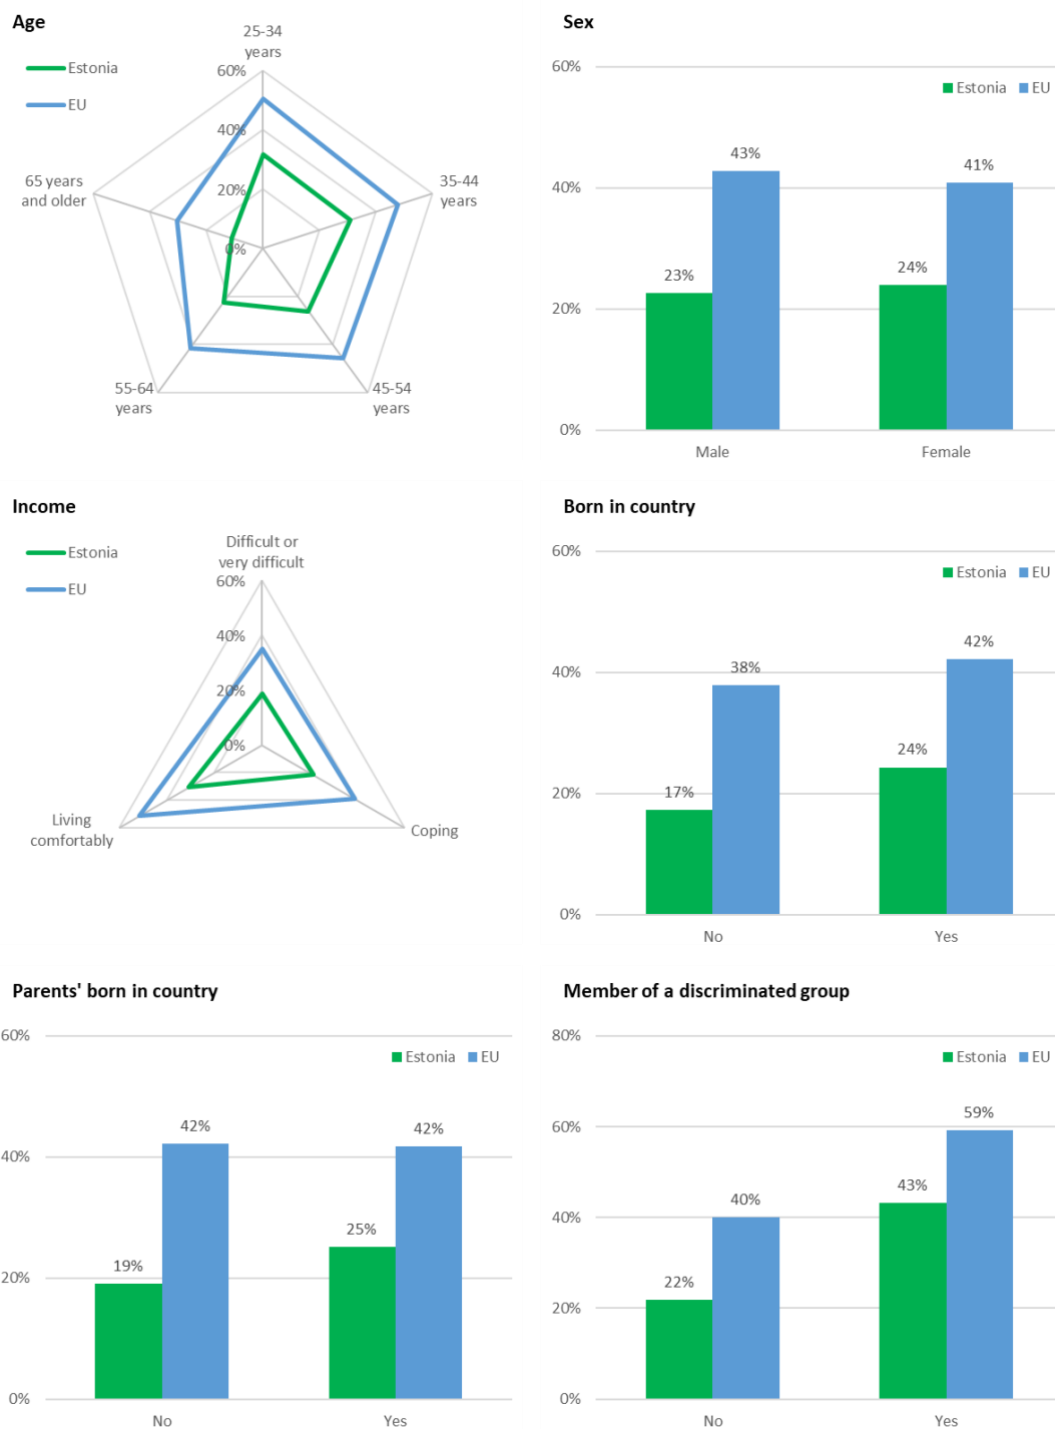 Age
25-34
years
Estonia
EU
60%
40%
20%
0%
65 years
and older
35-44
years
55-64
years
45-54
years
Sex
60%
Estonia EU
43%
41%
40%
23%
24%
20%
0%
Male Female
Income
Estonia
EU
Difficult or
very difficult
60%
40%
20%
0%
Living
comfortably
Coping
Born in country
60%
Estonia EU
38%
42%
40%
17%
24%
20%
0%
No Yes
Parents' born in country
60%
Estonia EU
42%
42%
40%
19%
25%
20%
0%
No Yes
Member of a discriminated group
80%
Estonia EU
59%
60%
40%
43%
40%
22%
20%
0%
No Yes